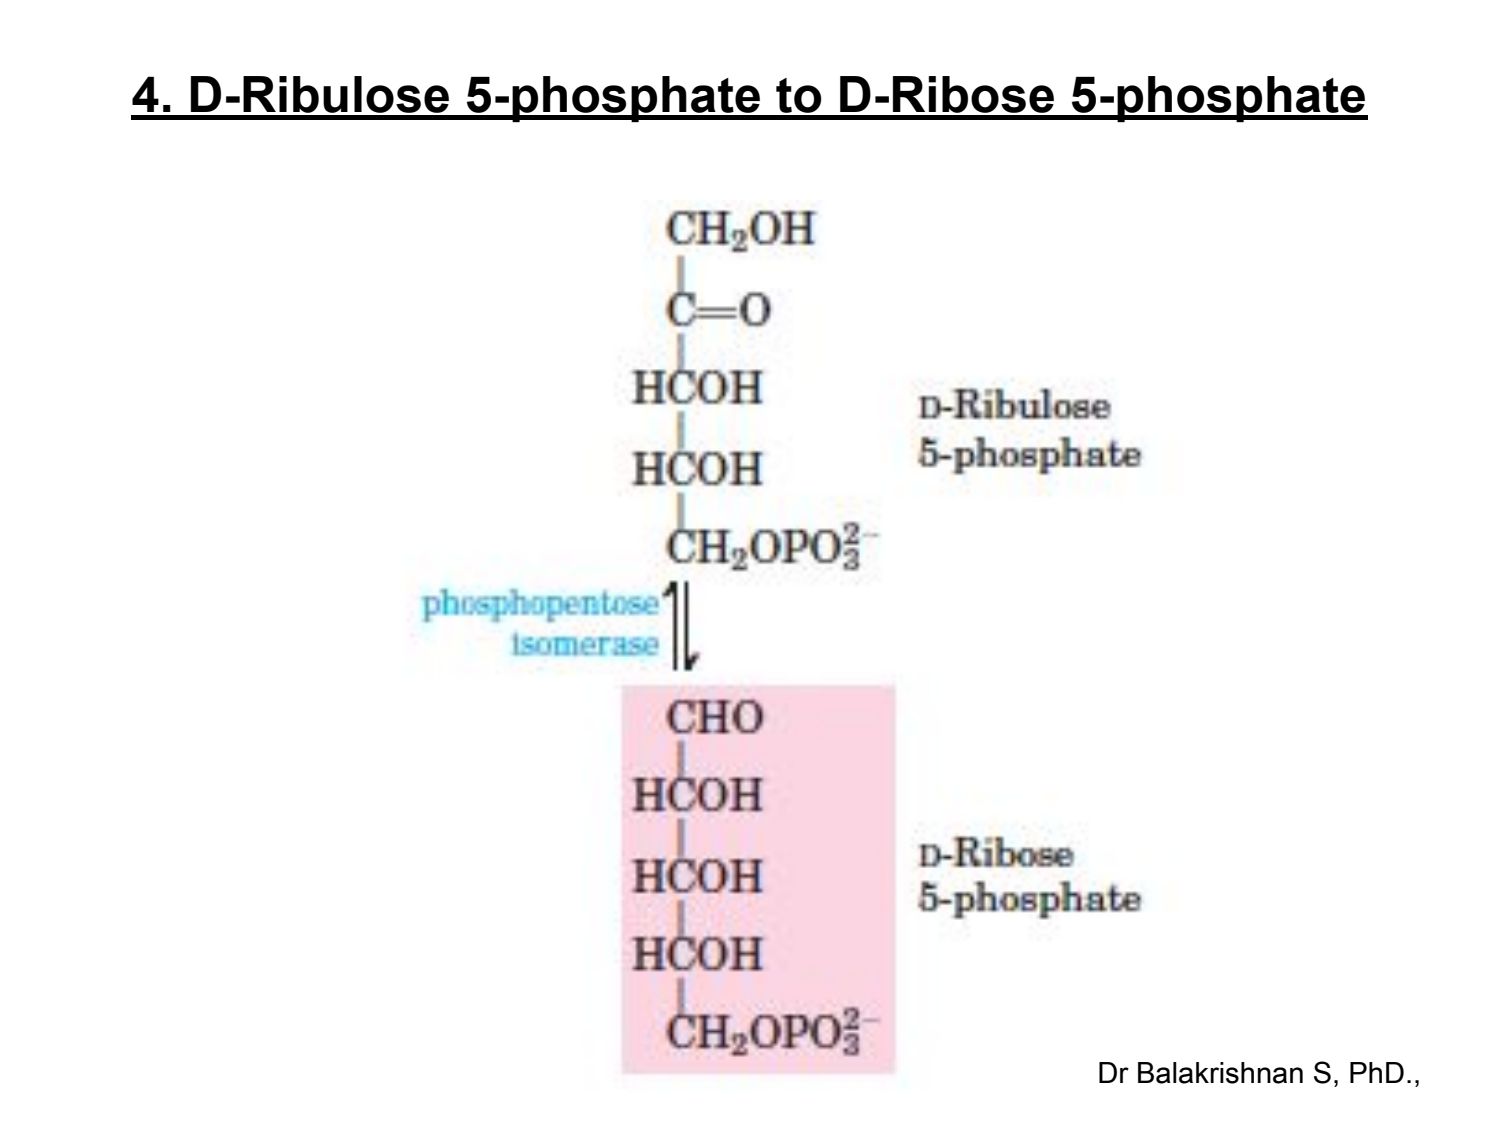 4. D-Ribulose 5-phosphate to D-Ribose 5-phosphate
CH₂OH
C=O
HCOH
HCOH
CH₂OPO₃²⁻
D-Ribulose
5-phosphate
phosphopentose
isomerase
CHO
HCOH
HCOH
HCOH
CH₂OPO₃²⁻
D-Ribose
5-phosphate
Dr Balakrishnan S, PhD.,